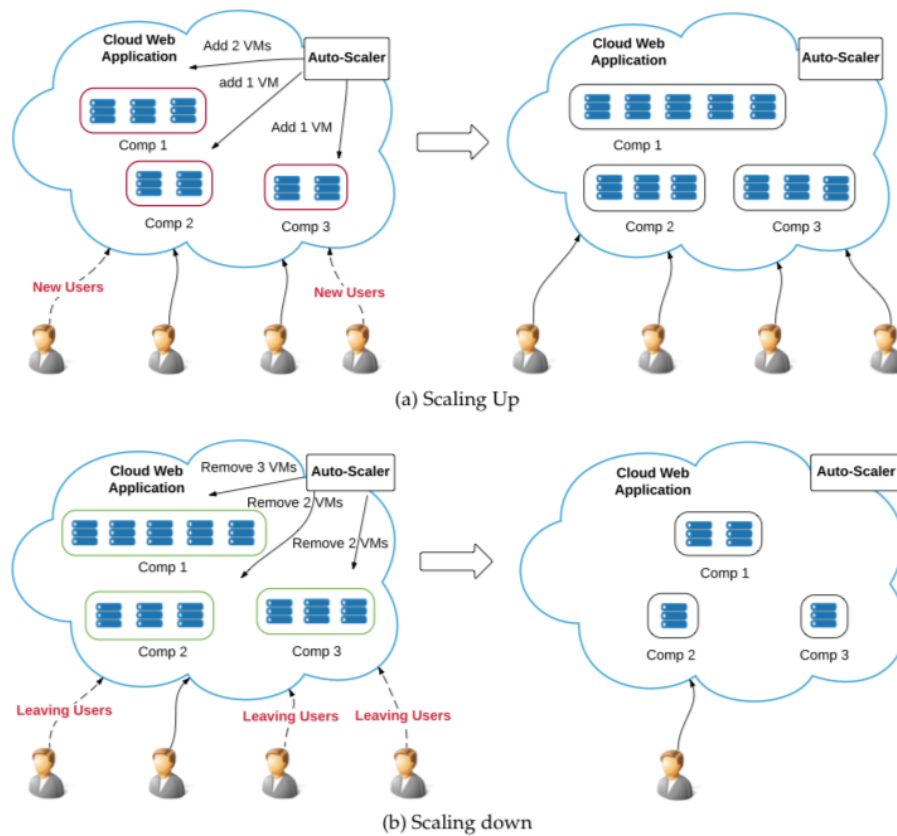 Cloud Web
Application
Add 2 VMs
Auto-Scaler
add 1 VM
Add 1 VM
Comp 1
Comp 2
Comp 3
New Users
New Users
Cloud Web
Application
Auto-Scaler
Comp 1
Comp 2
Comp 3
(a) Scaling Up
Cloud Web
Application
Remove 3 VMs
Auto-Scaler
Remove 2 VMs
Remove 2 VMs
Comp 1
Comp 2
Comp 3
Leaving Users
Leaving Users
Leaving Users
Cloud Web
Application
Auto-Scaler
Comp 1
Comp 2
Comp 3
(b) Scaling down